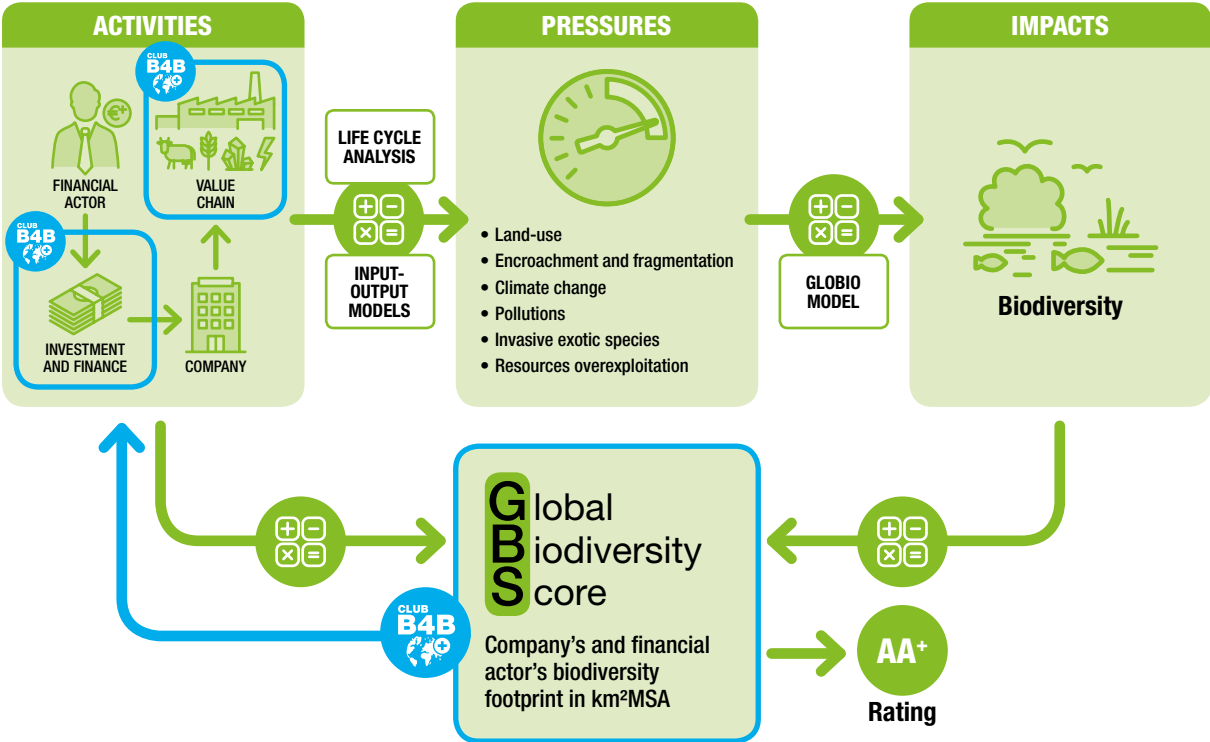 ACTIVITIES
CLUB
B4B
+
€+
FINANCIAL
ACTOR
VALUE
CHAIN
CLUB
B4B
+
INVESTMENT
AND FINANCE
COMPANY
LIFE CYCLE
ANALYSIS
+ −
× =
INPUT-
OUTPUT
MODELS
PRESSURES
• Land-use
• Encroachment and fragmentation
• Climate change
• Pollutions
• Invasive exotic species
• Resources overexploitation
+ −
× =
GLOBIO
MODEL
IMPACTS
Biodiversity
+ −
× =
Global
Biodiversity
Score
Company’s and financial
actor’s biodiversity
footprint in km²MSA
CLUB
B4B
+
+ −
× =
AA+
Rating